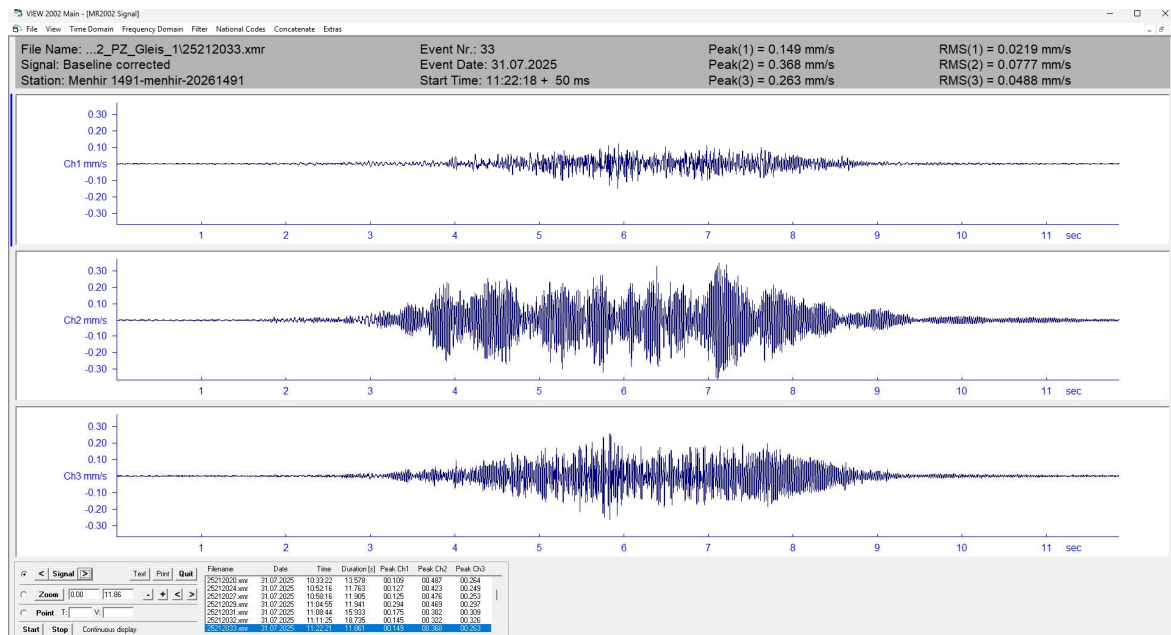 VIEW 2002 Main - [MR2002 Signal]
File View Time Domain Frequency Domain Filter National Codes Concatenate Extras
File Name: ...2_PZ_Gleis_1\25212033.xmr Event Nr.: 33 Peak(1) = 0.149 mm/s RMS(1) = 0.0219 mm/s
Signal: Baseline corrected Event Date: 31.07.2025 Peak(2) = 0.368 mm/s RMS(2) = 0.0777 mm/s
Station: Menhir 1491-menhir-20261491 Start Time: 11:22:18 + 50 ms Peak(3) = 0.263 mm/s RMS(3) = 0.0488 mm/s
0.30
0.20
0.10
Ch1 mm/s
-0.10
-0.20
-0.30
1 2 3 4 5 6 7 8 9 10 11 sec
0.30
0.20
0.10
Ch2 mm/s
-0.10
-0.20
-0.30
1 2 3 4 5 6 7 8 9 10 11 sec
0.30
0.20
0.10
Ch3 mm/s
-0.10
-0.20
-0.30
1 2 3 4 5 6 7 8 9 10 11 sec
< Signal > Text Print Quit
Zoom 0.00 11.86 - + < >
Point T: V:
Start Stop Continuous display
Filename Date Time Duration [s] Peak Ch1 Peak Ch2 Peak Ch3
25212020.xmr 31.07.2025 10:33:22 13.578 00.109 00.487 00.264
25212024.xmr 31.07.2025 10:52:16 11.763 00.127 00.423 00.249
25212027.xmr 31.07.2025 10:58:16 11.905 00.125 00.476 00.253
25212029.xmr 31.07.2025 11:04:55 11.941 00.294 00.469 00.297
25212031.xmr 31.07.2025 11:08:44 15.933 00.175 00.382 00.309
25212032.xmr 31.07.2025 11:11:25 18.735 00.145 00.322 00.326
25212033.xmr 31.07.2025 11:22:21 11.861 00.149 00.368 00.263